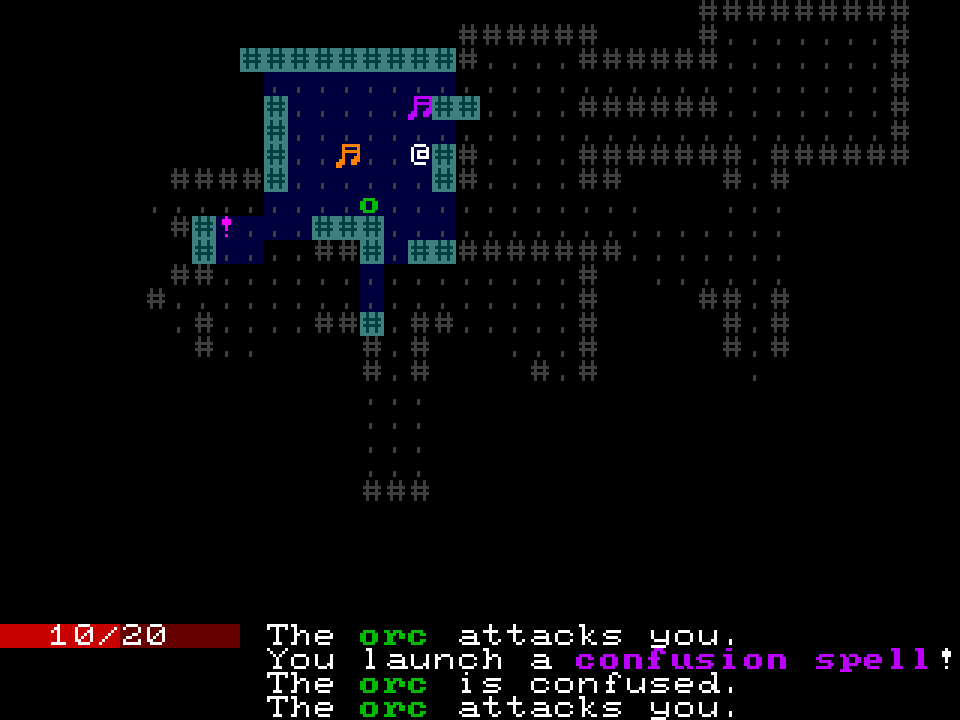 10/20
The orc attacks you.
You launch a confusion spell!
The orc is confused.
The orc attacks you.